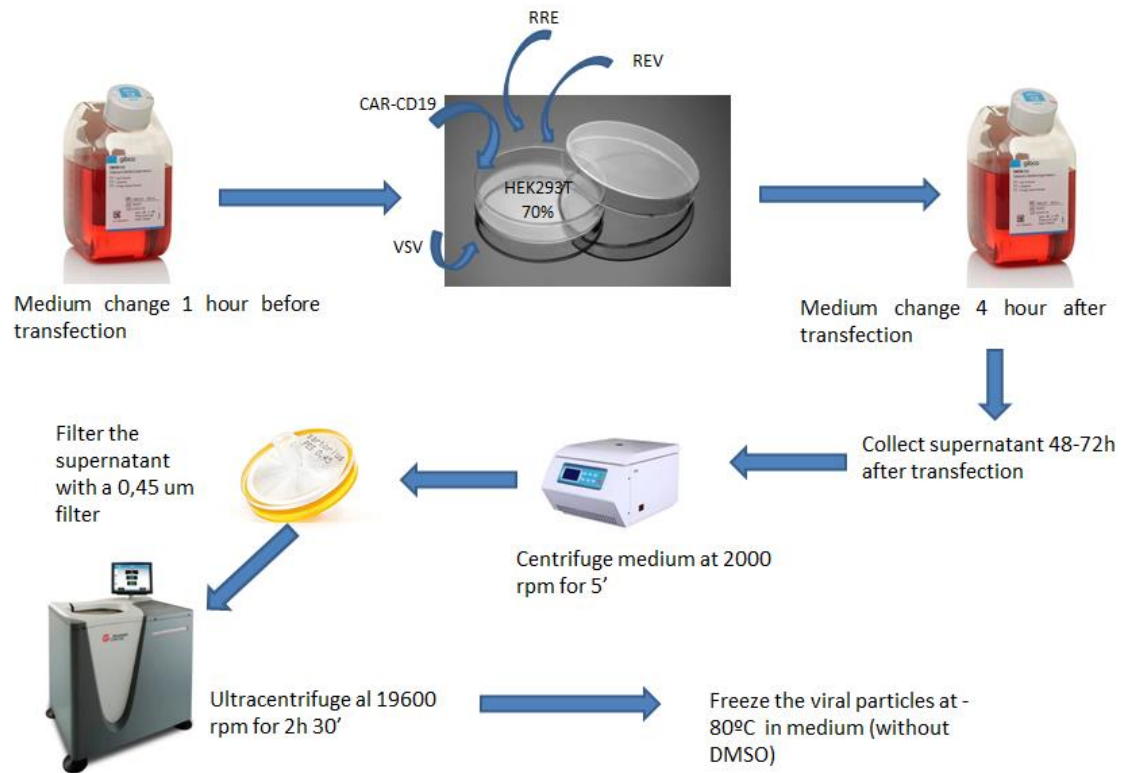 RRE
REV
CAR-CD19
HEK293T
70%
VSV
gibco
gibco
Medium change 1 hour before
transfection
Medium change 4 hour after
transfection
Filter the
supernatant
with a 0,45 um
filter
Collect supernatant 48-72h
after transfection
Centrifuge medium at 2000
rpm for 5’
Ultracentrifuge al 19600
rpm for 2h 30’
Freeze the viral particles at -
80ºC in medium (without
DMSO)